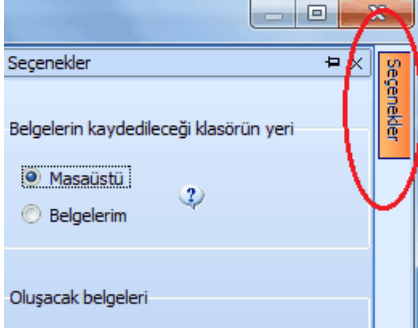 Seçenekler
Seçenekler
Belgelerin kaydedileceği klasörün yeri
Masaüstü
Belgelerim
Oluşacak belgeleri